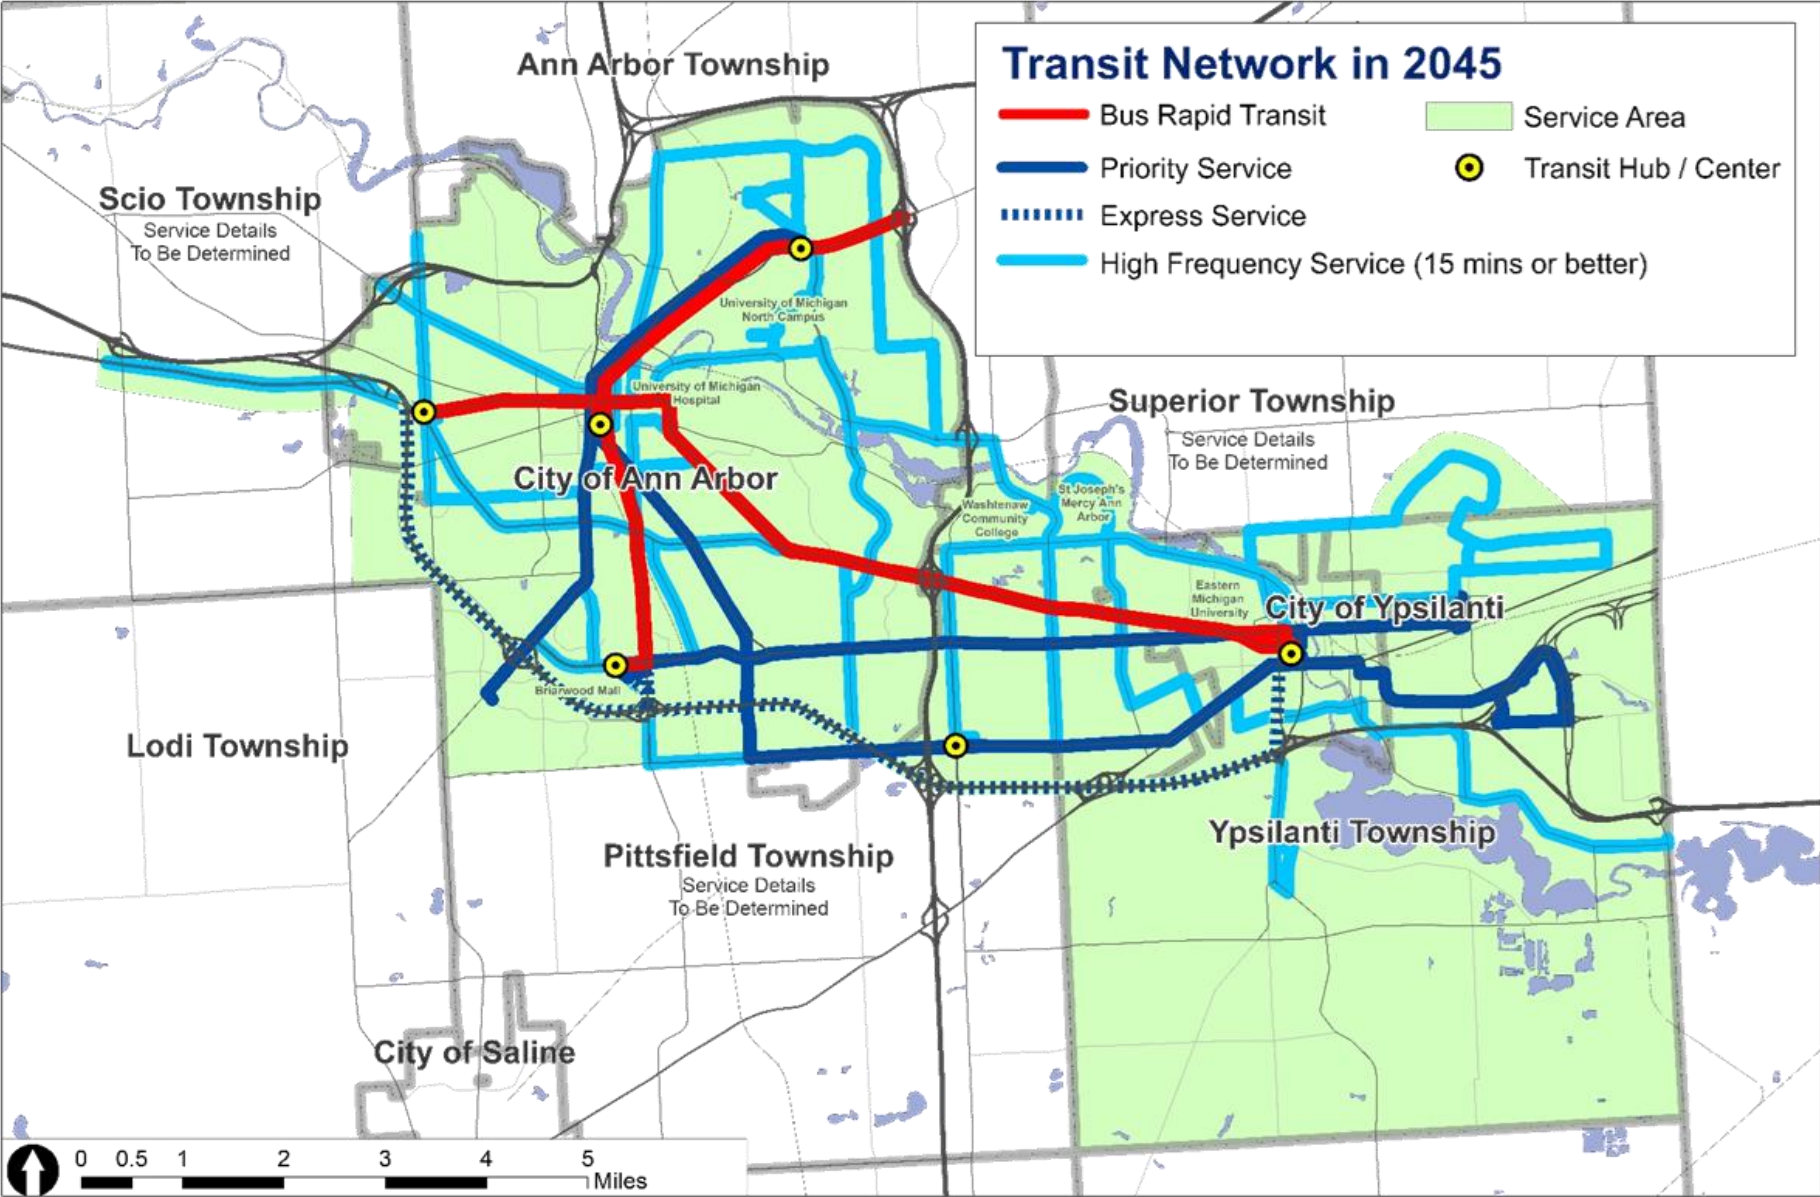 Ann Arbor Township
Transit Network in 2045
Bus Rapid Transit
Service Area
Priority Service
Transit Hub / Center
Express Service
High Frequency Service (15 mins or better)
Scio Township
Service Details
To Be Determined
University of Michigan
North Campus
University of Michigan
Hospital
Superior Township
Service Details
To Be Determined
City of Ann Arbor
St Joseph's
Mercy Ann
Arbor
Washtenaw
Community
College
Eastern
Michigan
University
City of Ypsilanti
Briarwood Mall
Lodi Township
Ypsilanti Township
Pittsfield Township
Service Details
To Be Determined
City of Saline
0 0.5 1 2 3 4 5
Miles